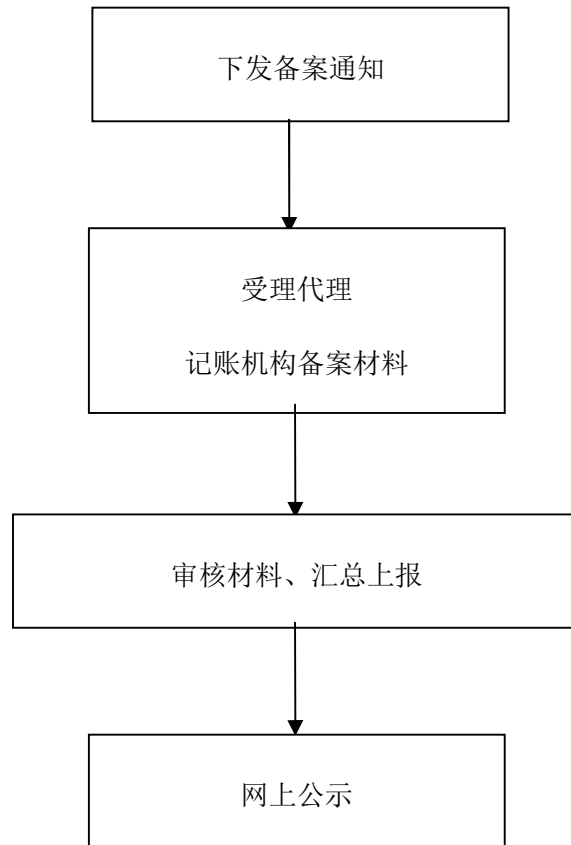 下发备案通知
受理代理
记账机构备案材料
审核材料、汇总上报
网上公示